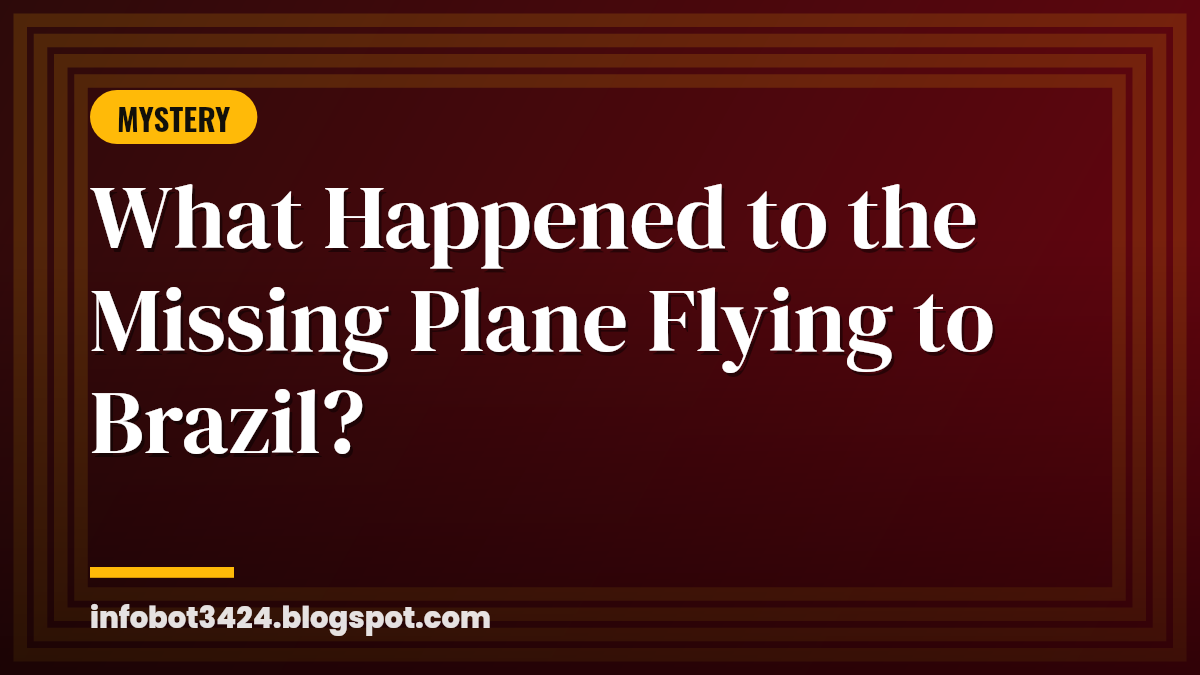 MYSTERY
What Happened to the
Missing Plane Flying to
Brazil?
infobot3424.blogspot.com